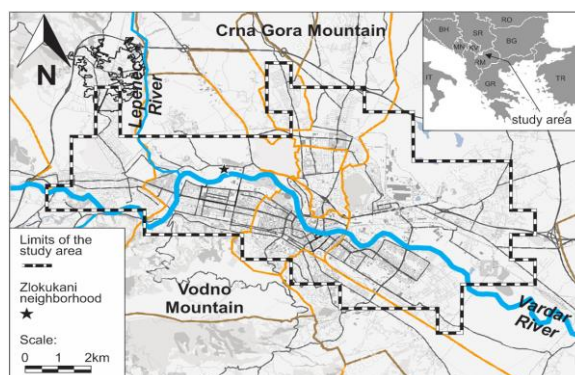 Crna Gora Mountain
N
Lepenec
River
BH
SR
RO
MN
KV
BG
RM
IT
GR
TR
study area
Limits of the
study area
Zlokukani
neighborhood
Scale:
0 1 2km
Vodno
Mountain
Vardar
River